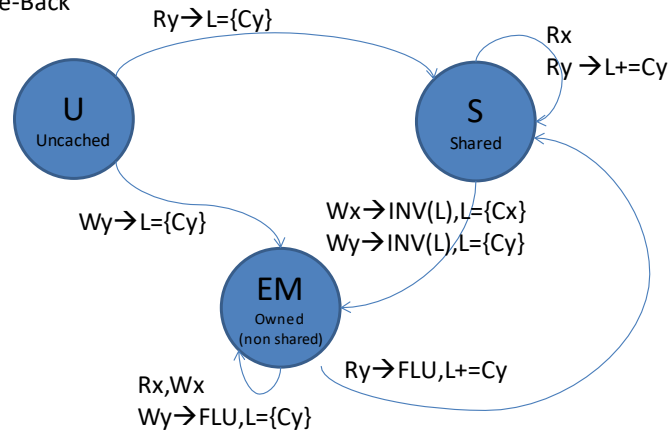 e-Back
Ry→L={Cy}
Rx
Ry →L+=Cy
U
Uncached
S
Shared
Wy→L={Cy}
Wx→INV(L),L={Cx}
Wy→INV(L),L={Cy}
EM
Owned
(non shared)
Rx,Wx
Wy→FLU,L={Cy}
Ry→FLU,L+=Cy